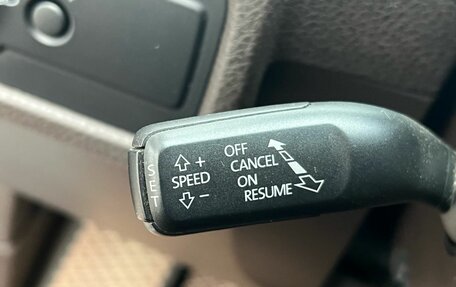 SET
+
SPEED
−
OFF
CANCEL
ON
RESUME